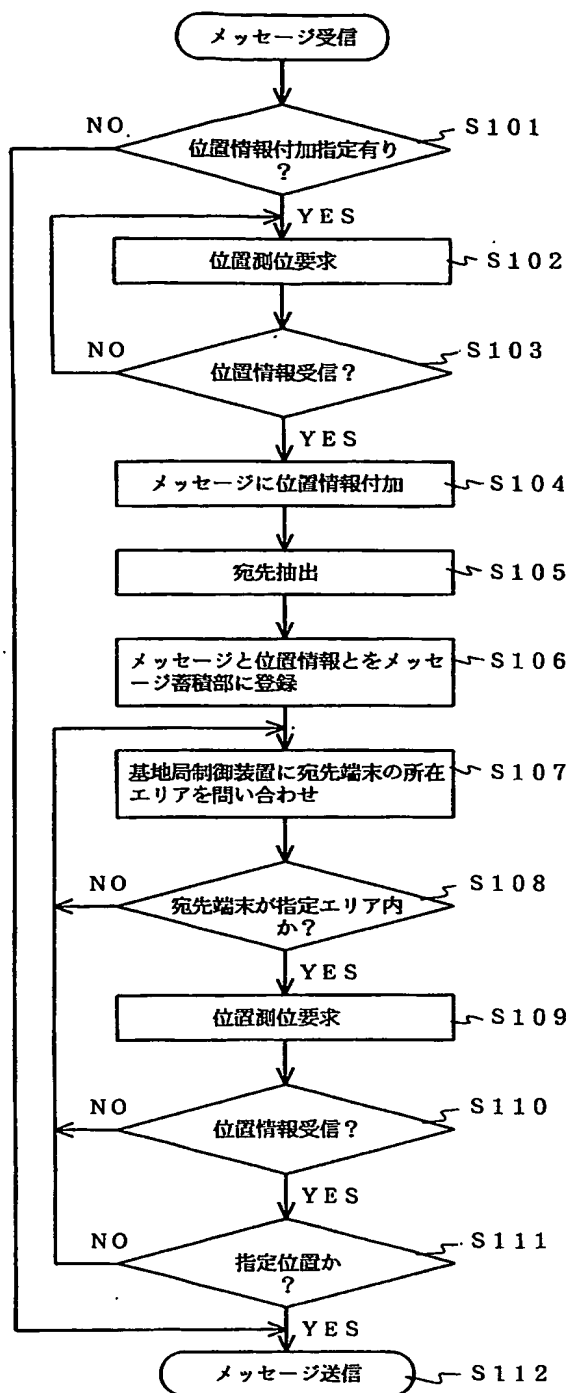 メッセージ受信
NO
S101
位置情報付加指定有り
?
YES
位置測位要求
S102
NO
S103
位置情報受信?
YES
メッセージに位置情報付加
S104
宛先抽出
S105
メッセージと位置情報とをメッセ
ージ蓄積部に登録
S106
基地局制御装置に宛先端末の所在
エリアを問い合わせ
S107
NO
S108
宛先端末が指定エリア内
か?
YES
位置測位要求
S109
NO
S110
位置情報受信?
YES
NO
S111
指定位置か
?
YES
メッセージ送信
S112